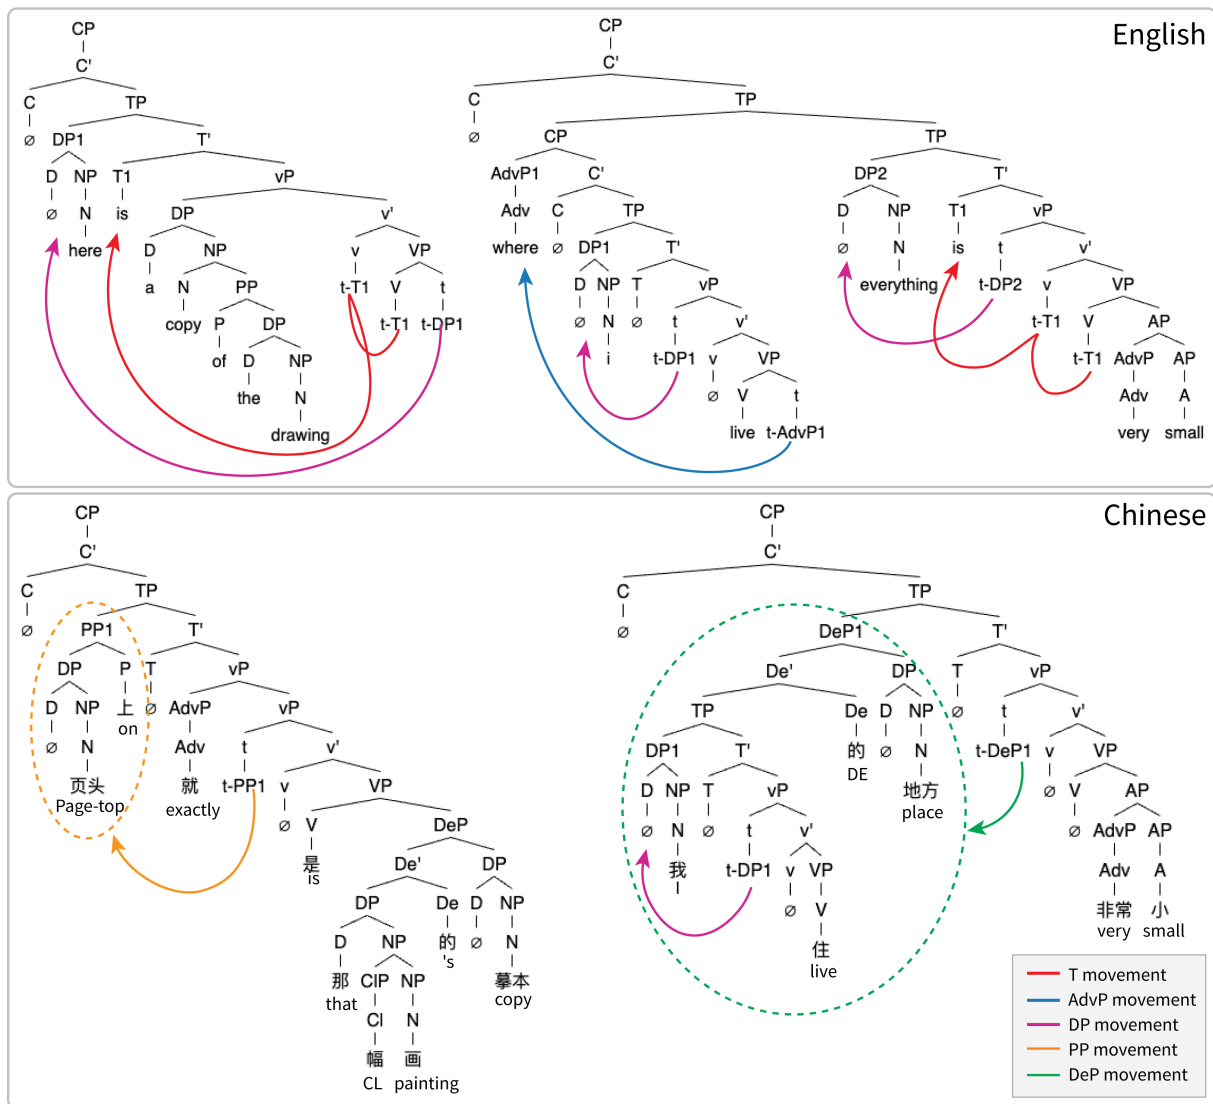 English
CP CP
C' C'
C TP C TP
∅ DP1 T' ∅ CP TP
D NP T1 vP AdvP1 C' DP2 T'
∅ N is DP v' Adv C TP D NP T1 vP
here D NP v VP where ∅ DP1 T' ∅ N is t v'
a N PP t-T1 V t D NP T vP everything t-DP2 v VP
copy P DP t-T1 t-DP1 ∅ N ∅ t v' t-T1 V AP
of D NP i t-DP1 v VP t-T1 AdvP AP
the N ∅ V t Adv A
drawing live t-AdvP1 very small
Chinese
CP CP
C' C'
C TP C TP
∅ PP1 T' ∅ DeP1 T'
DP P T vP De' DP T vP
D NP 上 ∅ AdvP vP TP De D NP ∅ t v'
on
∅ N Adv t v' DP1 T' 的 ∅ N t-DeP1 v VP
DE
页头 就 t-PP1 v VP D NP T vP 地方 ∅ V AP
Page-top exactly place
∅ V DeP ∅ N ∅ t v' ∅ AdvP AP
是 De' DP 我 t-DP1 v VP Adv A
is I
DP De D NP ∅ V 非常 小
very small
D NP 的 ∅ N 住
's live
那 ClP NP 摹本
that copy
Cl N
幅 画
CL painting
T movement
AdvP movement
DP movement
PP movement
DeP movement